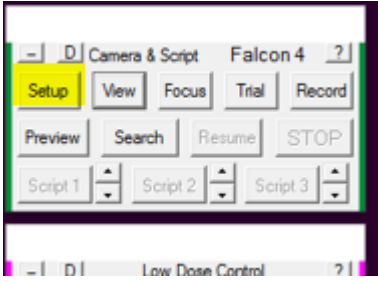 - D Camera & Script Falcon 4 ?
Setup View Focus Trial Record
Preview Search Resume STOP
Script 1 Script 2 Script 3
- D Low Dose Control ?